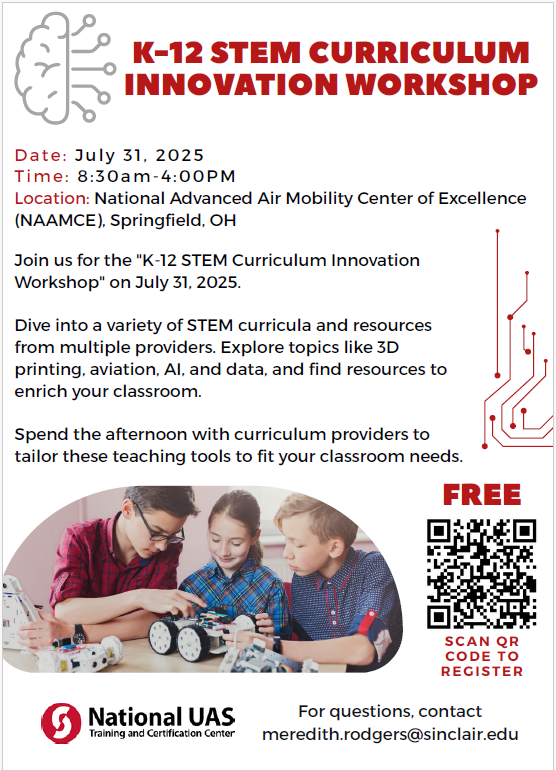 K-12 STEM CURRICULUM
INNOVATION WORKSHOP
Date: July 31, 2025
Time: 8:30am-4:00PM
Location: National Advanced Air Mobility Center of Excellence
(NAAMCE), Springfield, OH
Join us for the "K-12 STEM Curriculum Innovation
Workshop" on July 31, 2025.
Dive into a variety of STEM curricula and resources
from multiple providers. Explore topics like 3D
printing, aviation, AI, and data, and find resources to
enrich your classroom.
Spend the afternoon with curriculum providers to
tailor these teaching tools to fit your classroom needs.
FREE
SCAN QR
CODE TO
REGISTER
National UAS
Training and Certification Center
For questions, contact
meredith.rodgers@sinclair.edu